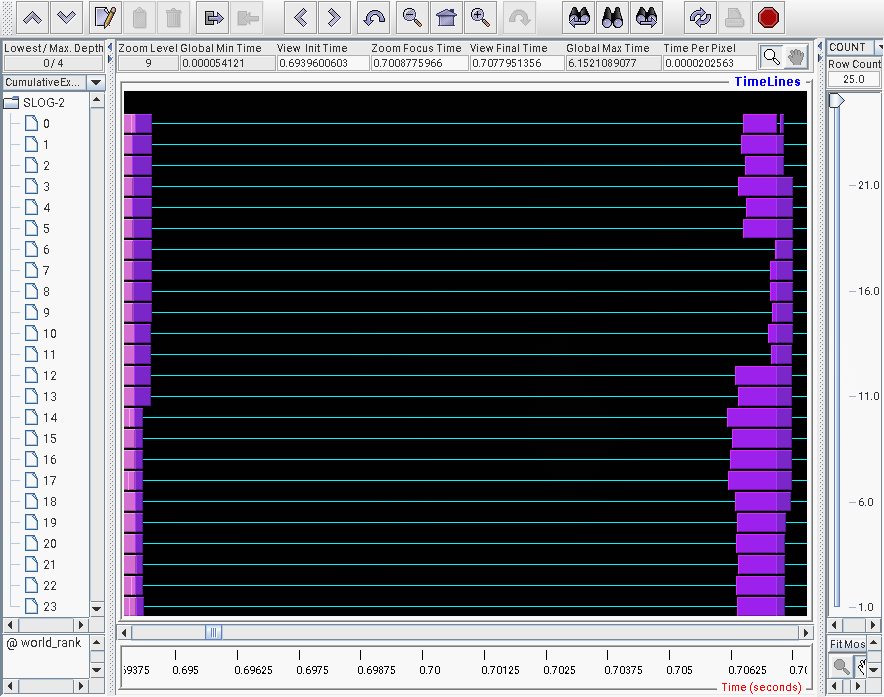 Lowest / Max. Depth Zoom Level Global Min Time View Init Time Zoom Focus Time View Final Time Global Max Time Time Per Pixel
0 / 4 9 0.000054121 0.6939600603 0.7008775966 0.7077951356 6.1521089077 0.0000202563
COUNT
Row Count
25.0
CumulativeEx...
TimeLines
SLOG-2
0
1
2
3
4
5
6
7
8
9
10
11
12
13
14
15
16
17
18
19
20
21
22
23
21.0
16.0
11.0
6.0
1.0
@ world_rank
Fit Mos
9375 0.695 0.69625 0.6975 0.69875 0.70 0.70125 0.7025 0.70375 0.705 0.70625 0.70
Time (seconds)